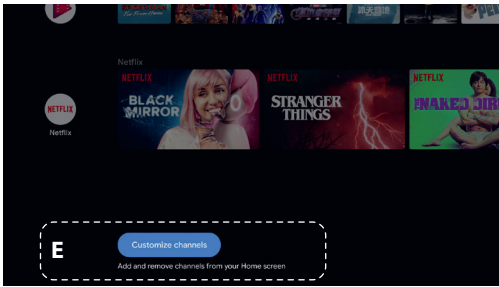 Netflix
NETFLIX
BLACK
MIRROR
NETFLIX
STRANGER
THINGS
NETFLIX
NETFLIX
Netflix
E
Customize channels
Add and remove channels from your Home screen